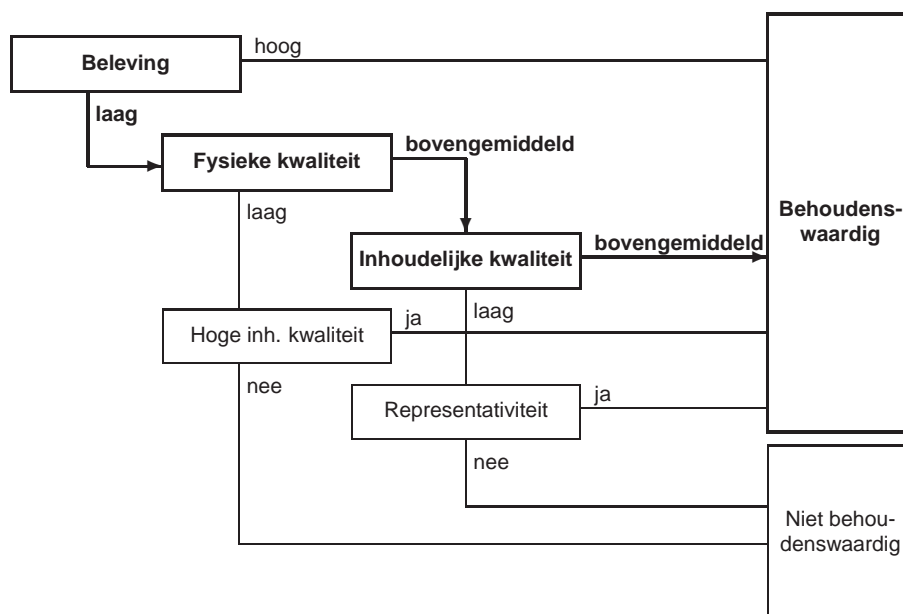 hoog
Beleving
laag
bovengemiddeld
Fysieke kwaliteit
laag
Behoudens-
waardig
bovengemiddeld
Inhoudelijke kwaliteit
laag
ja
Hoge inh. kwaliteit
nee
ja
Representativiteit
nee
Niet behou-
denswaardig